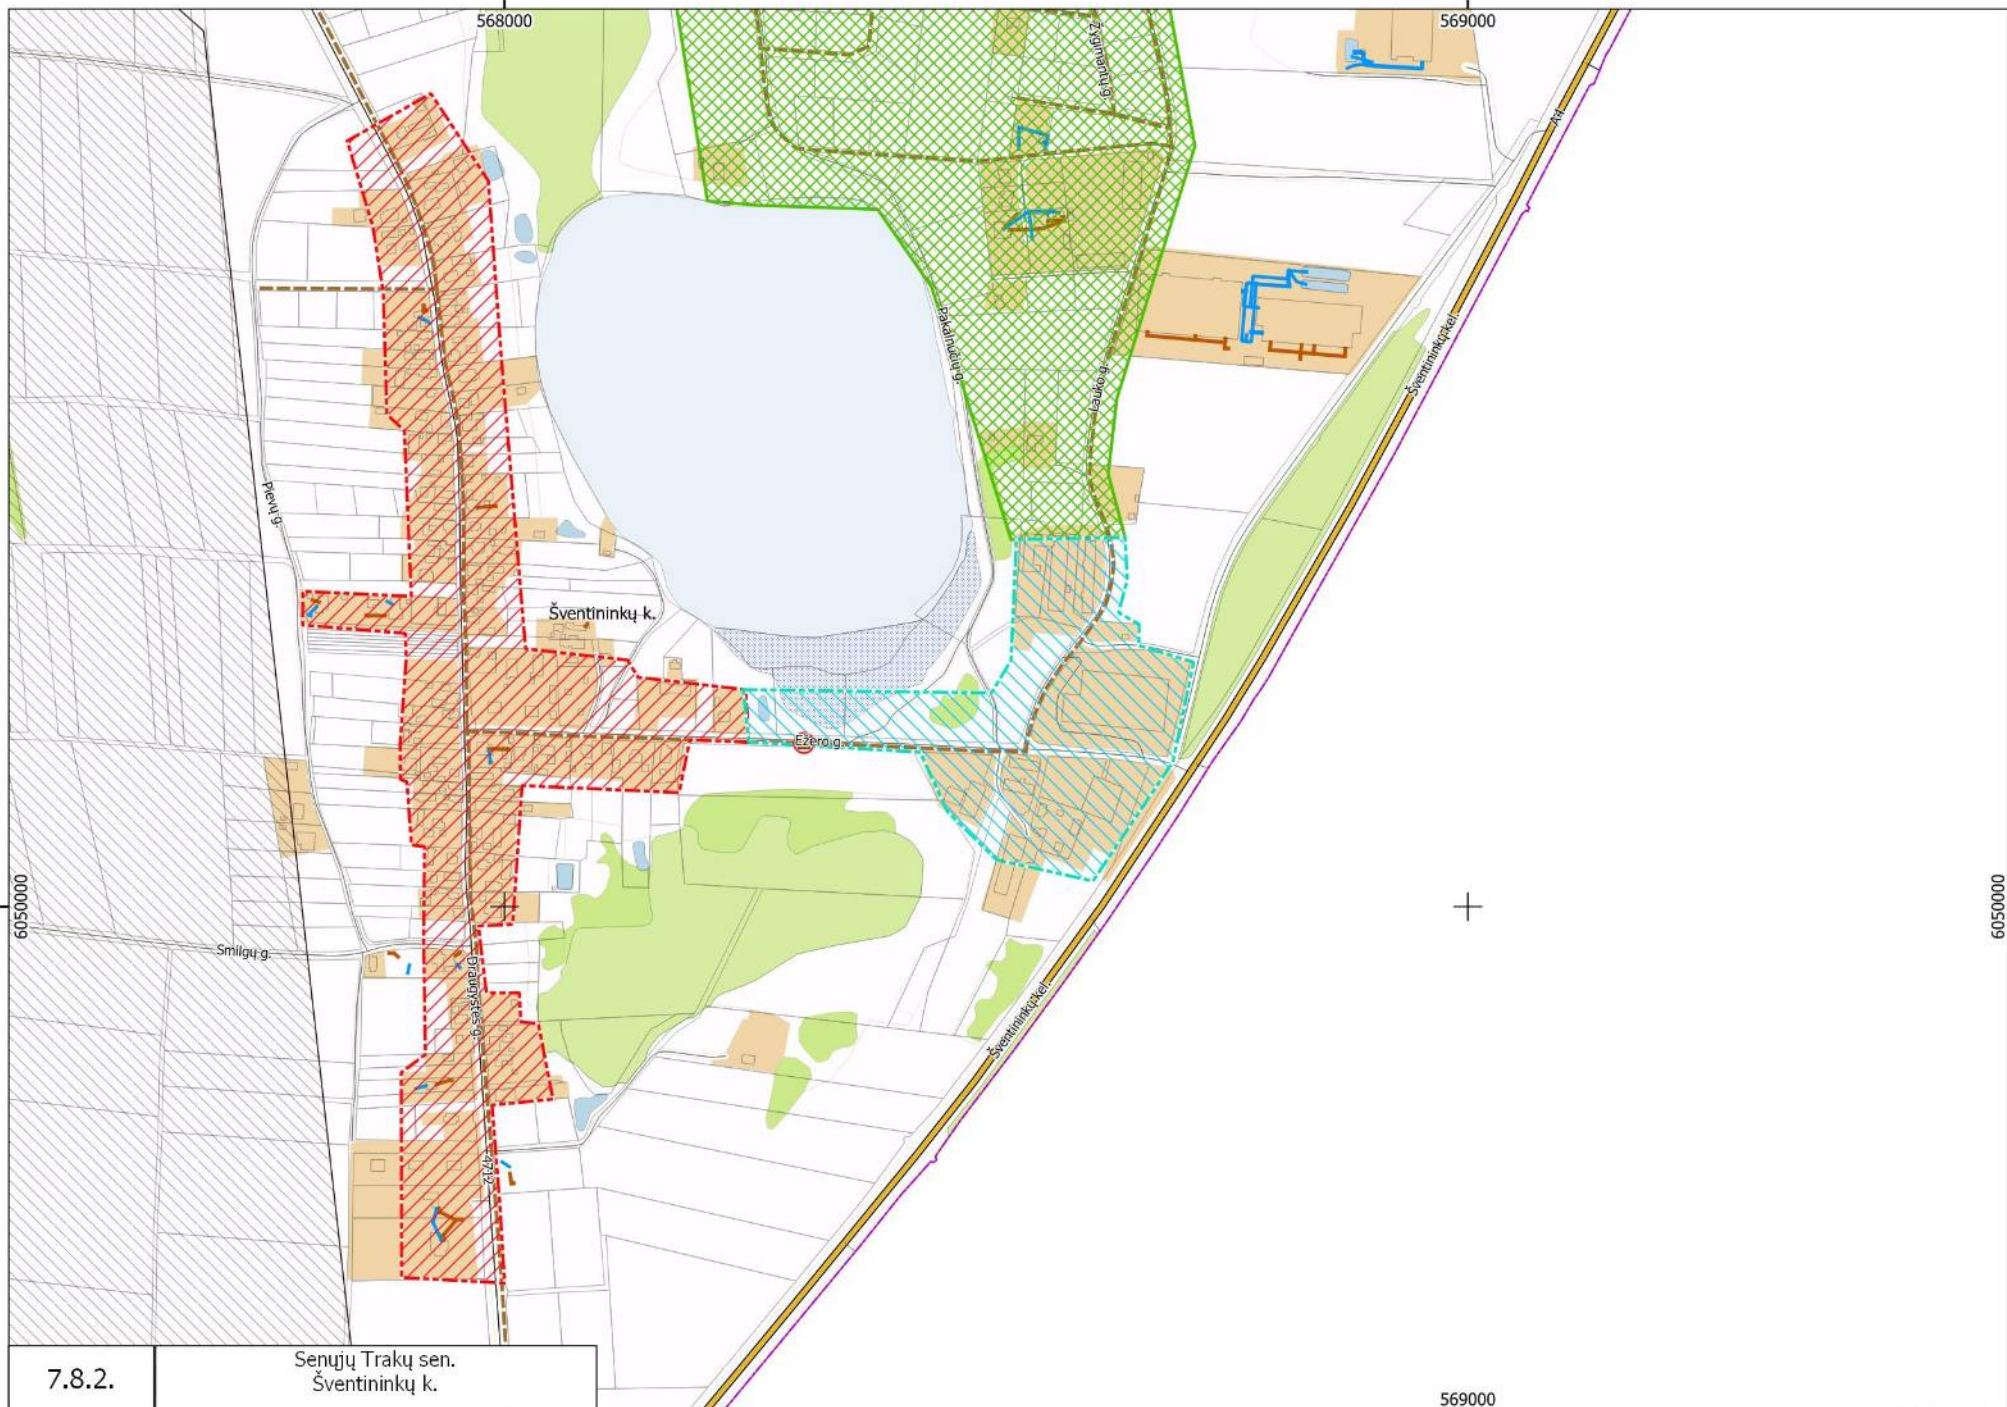 568000
569000
Žygimantų g.
A4
Pakalnučių g.
Šventininkų kel.
Lauko g.
Pievų g.
Šventininkų k.
Ežero g.
6050000
6050000
Smilgų g.
Draugystės g.
Šventininkų kel.
4712
7.8.2.
Senųjų Trakų sen.
Šventininkų k.
569000